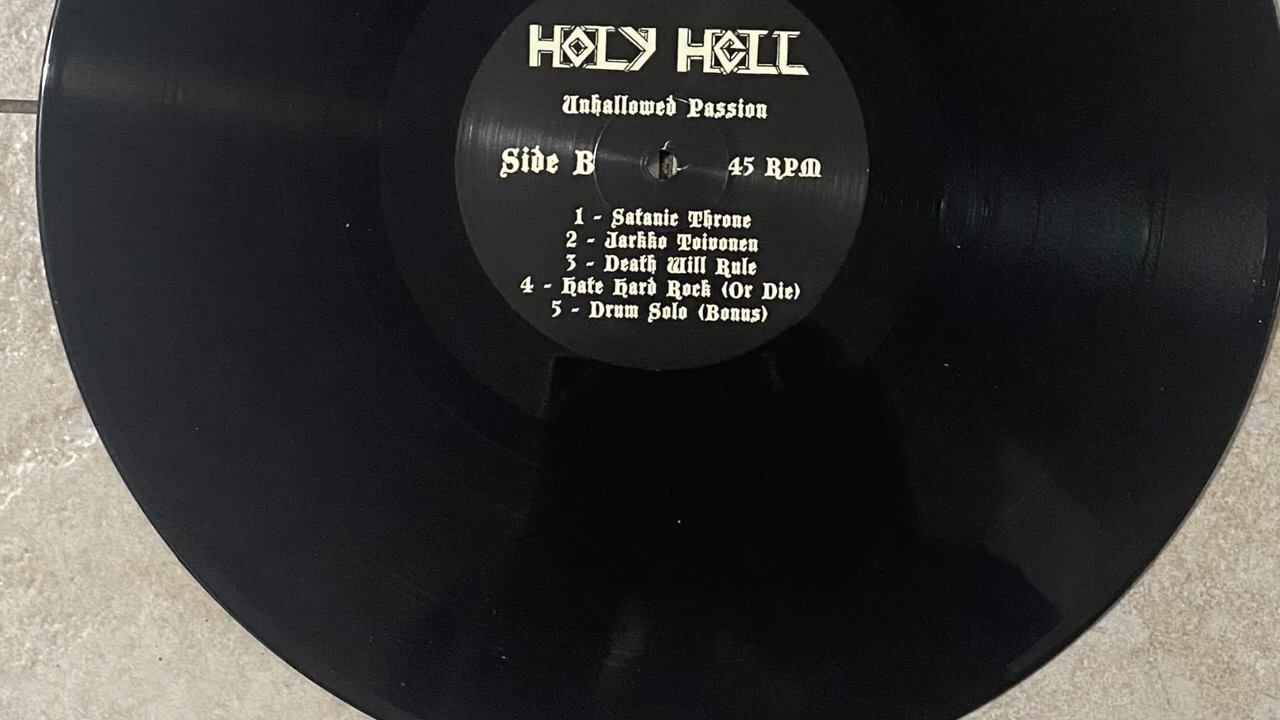 HOLY HELL
Unhallowed Passion
Side B 45 RPM
1 - Satanic Throne
2 - Jarkko Toivonen
3 - Death Will Rule
4 - Hate Hard Rock (Or Die)
5 - Drum Solo (Bonus)